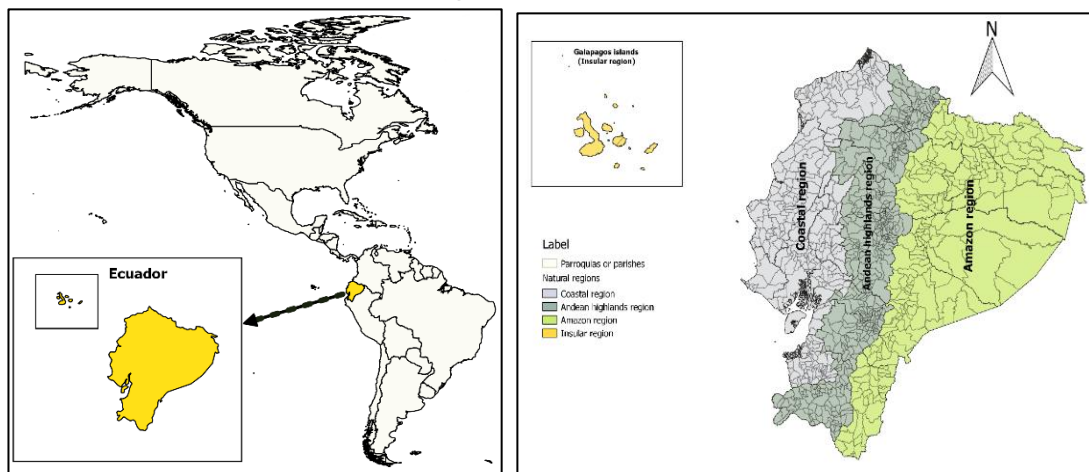 Ecuador
Galapagos islands
(Insular region)
N
Coastal region
Andean highlands region
Amazon region
Label
Parroquias or parishes
Natural regions
Coastal region
Andean highlands region
Amazon region
Insular region